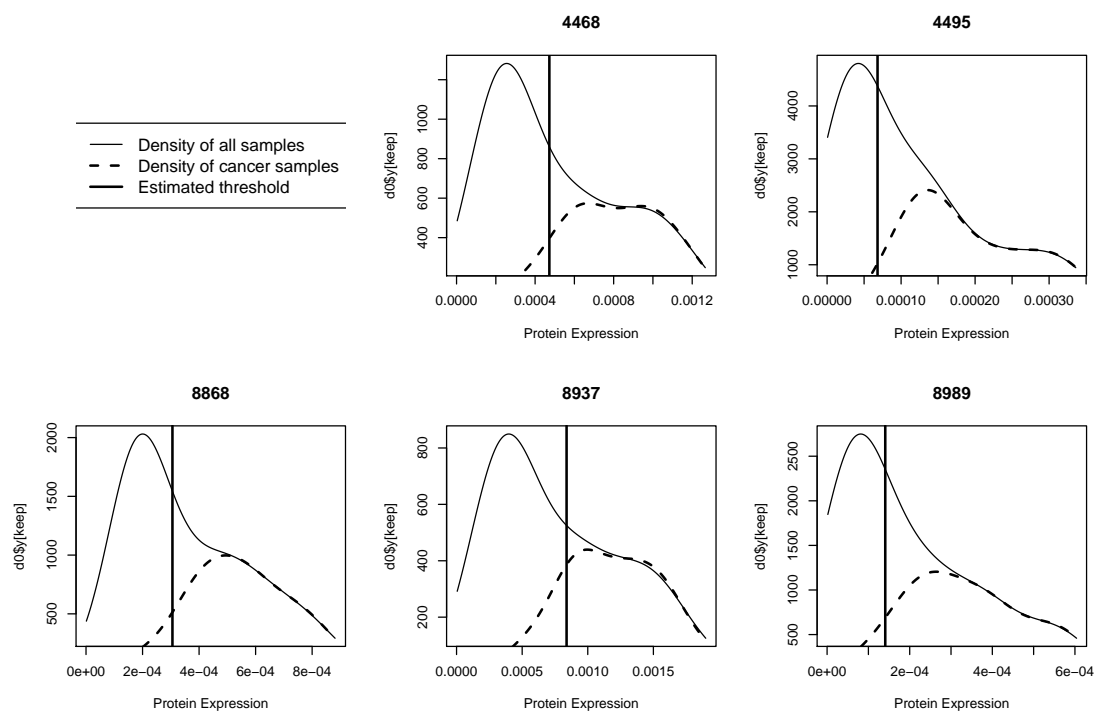 Density of all samples
Density of cancer samples
Estimated threshold
4468
d0$y[keep]
400 600 800 1000
0.0000 0.0004 0.0008 0.0012
Protein Expression
4495
d0$y[keep]
1000 2000 3000 4000
0.00000 0.00010 0.00020 0.00030
Protein Expression
8868
d0$y[keep]
500 1000 1500 2000
0e+00 2e−04 4e−04 6e−04 8e−04
Protein Expression
8937
d0$y[keep]
200 400 600 800
0.0000 0.0005 0.0010 0.0015
Protein Expression
8989
d0$y[keep]
500 1000 1500 2000 2500
0e+00 2e−04 4e−04 6e−04
Protein Expression